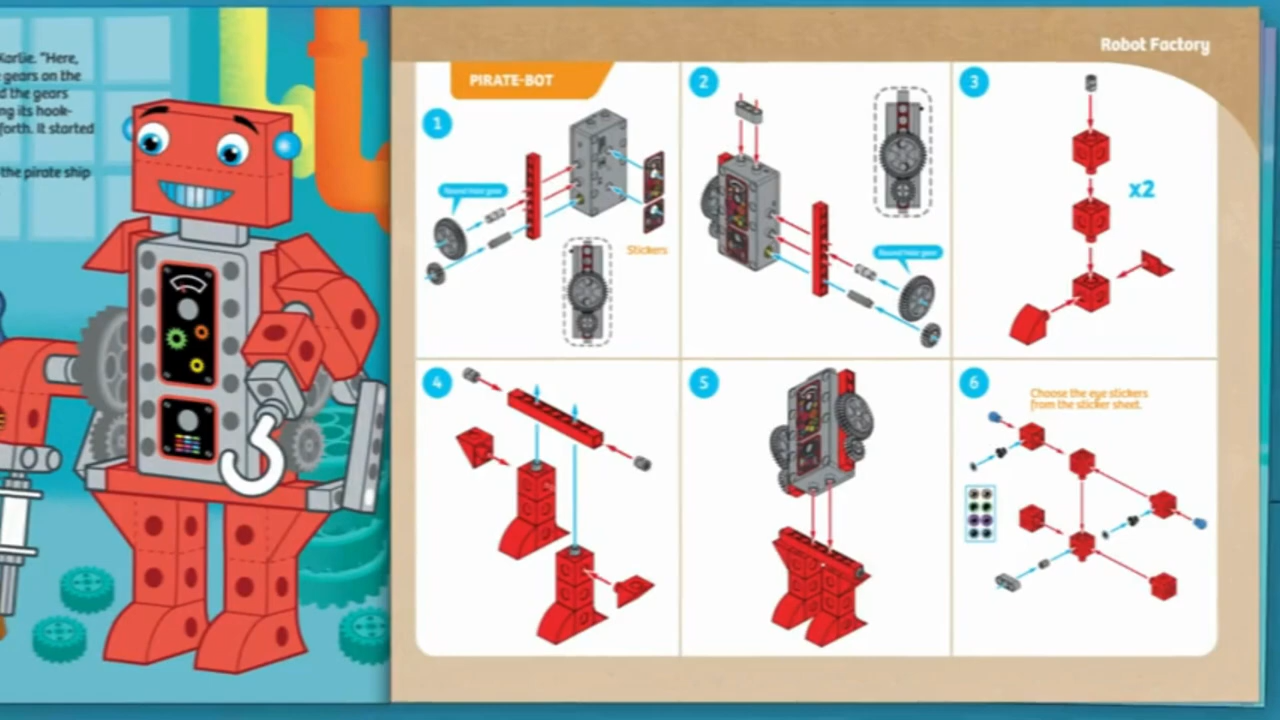 Karlie. "Here,
gears on the
d the gears
ng its hook-
forth. It started
the pirate ship
Robot Factory
PIRATE-BOT
1
Round hole gear
Stickers
2
Round hole gear
3
x2
4
5
6
Choose the eye stickers
from the sticker sheet.